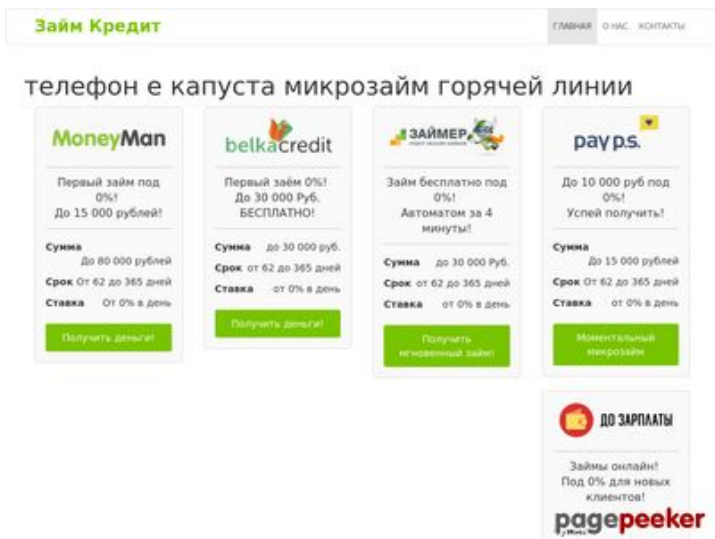 Займ Кредит
ГЛАВНАЯ О НАС КОНТАКТЫ
телефон е капуста микрозайм горячей линии
MoneyMan
Первый займ под
0%!
До 15 000 рублей!
Сумма
До 80 000 рублей
Срок От 62 до 365 дней
Ставка От 0% в день
Получить деньги!
belkacredit
Первый заём 0%!
До 30 000 Руб.
БЕСПЛАТНО!
Сумма до 30 000 руб.
Срок от 62 до 365 дней
Ставка от 0% в день
Получить деньги!
ЗАЙМЕР
Займ бесплатно под
0%!
Автоматом за 4
минуты!
Сумма до 30 000 Руб.
Срок от 62 до 365 дней
Ставка от 0% в день
Получить
мгновенный займ!
pay p.s.
До 10 000 руб под
0%!
Успей получить!
Сумма
До 15 000 рублей
Срок От 62 до 365 дней
Ставка от 0% в день
Моментальный
микрозайм
ДО ЗАРПЛАТЫ
Займы онлайн!
Под 0% для новых
клиентов!
pagepeeker